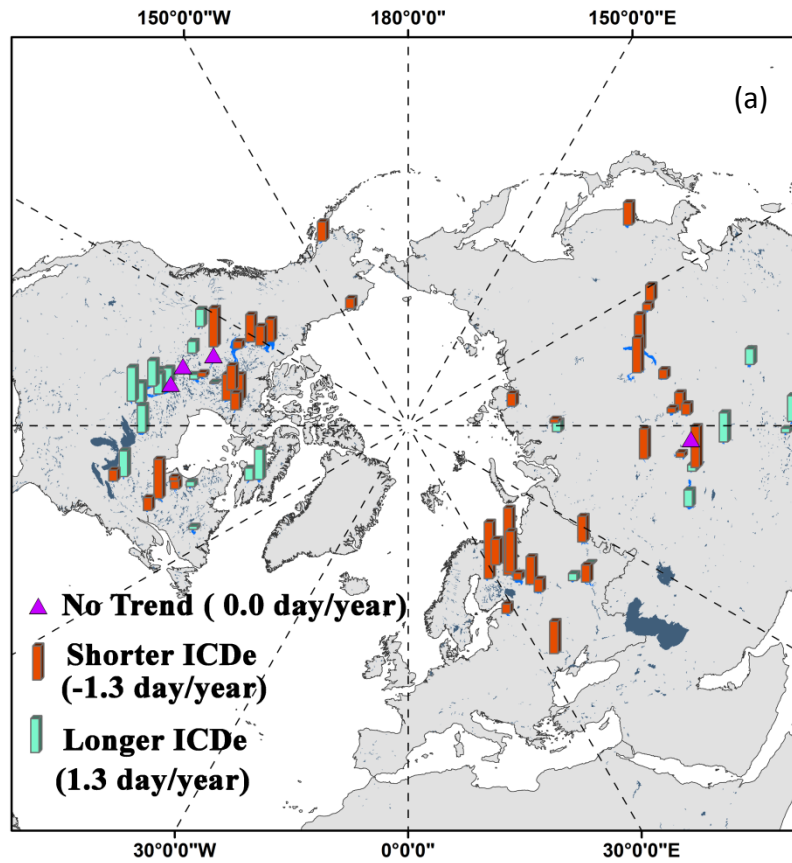 150°0'0"W 180°0'0" 150°0'0"E
(a)
No Trend ( 0.0 day/year)
Shorter ICDe
(-1.3 day/year)
Longer ICDe
(1.3 day/year)
30°0'0"W 0°0'0" 30°0'0"E